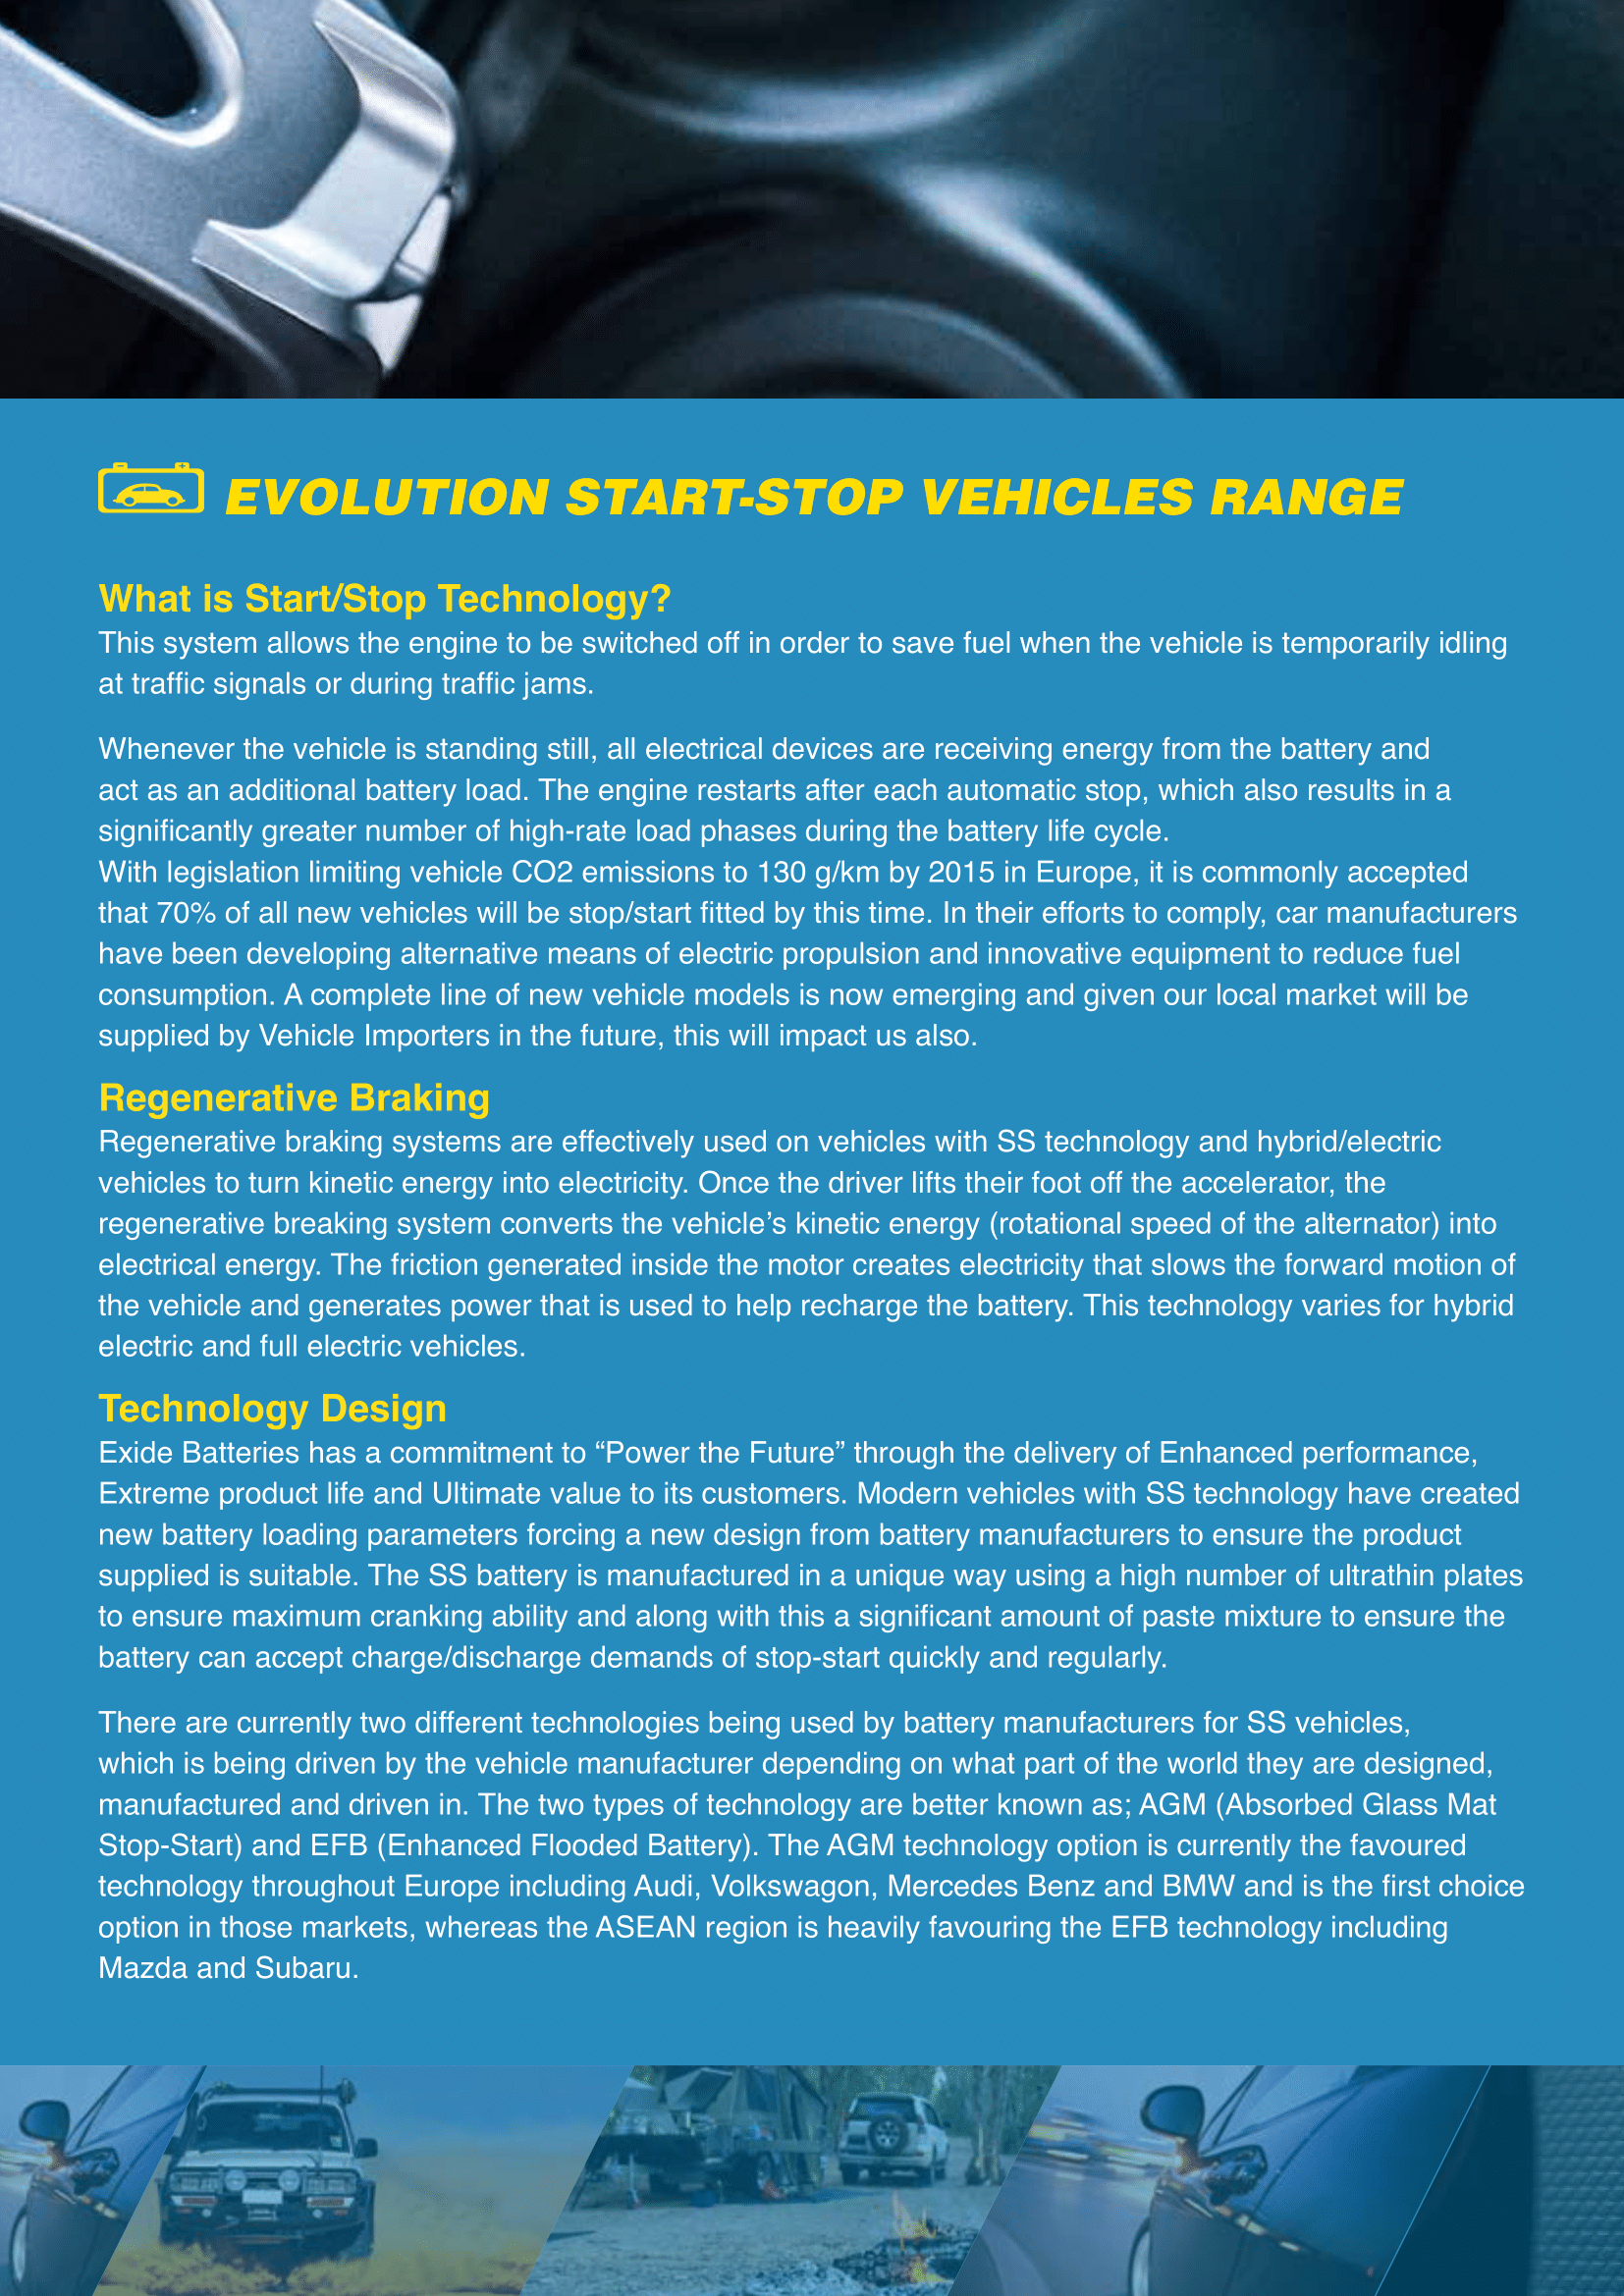 EVOLUTION START-STOP VEHICLES RANGE
What is Start/Stop Technology?
This system allows the engine to be switched off in order to save fuel when the vehicle is temporarily idling
at traffic signals or during traffic jams.
Whenever the vehicle is standing still, all electrical devices are receiving energy from the battery and
act as an additional battery load. The engine restarts after each automatic stop, which also results in a
significantly greater number of high-rate load phases during the battery life cycle.
With legislation limiting vehicle CO2 emissions to 130 g/km by 2015 in Europe, it is commonly accepted
that 70% of all new vehicles will be stop/start fitted by this time. In their efforts to comply, car manufacturers
have been developing alternative means of electric propulsion and innovative equipment to reduce fuel
consumption. A complete line of new vehicle models is now emerging and given our local market will be
supplied by Vehicle Importers in the future, this will impact us also.
Regenerative Braking
Regenerative braking systems are effectively used on vehicles with SS technology and hybrid/electric
vehicles to turn kinetic energy into electricity. Once the driver lifts their foot off the accelerator, the
regenerative breaking system converts the vehicle’s kinetic energy (rotational speed of the alternator) into
electrical energy. The friction generated inside the motor creates electricity that slows the forward motion of
the vehicle and generates power that is used to help recharge the battery. This technology varies for hybrid
electric and full electric vehicles.
Technology Design
Exide Batteries has a commitment to “Power the Future” through the delivery of Enhanced performance,
Extreme product life and Ultimate value to its customers. Modern vehicles with SS technology have created
new battery loading parameters forcing a new design from battery manufacturers to ensure the product
supplied is suitable. The SS battery is manufactured in a unique way using a high number of ultrathin plates
to ensure maximum cranking ability and along with this a significant amount of paste mixture to ensure the
battery can accept charge/discharge demands of stop-start quickly and regularly.
There are currently two different technologies being used by battery manufacturers for SS vehicles,
which is being driven by the vehicle manufacturer depending on what part of the world they are designed,
manufactured and driven in. The two types of technology are better known as; AGM (Absorbed Glass Mat
Stop-Start) and EFB (Enhanced Flooded Battery). The AGM technology option is currently the favoured
technology throughout Europe including Audi, Volkswagon, Mercedes Benz and BMW and is the first choice
option in those markets, whereas the ASEAN region is heavily favouring the EFB technology including
Mazda and Subaru.